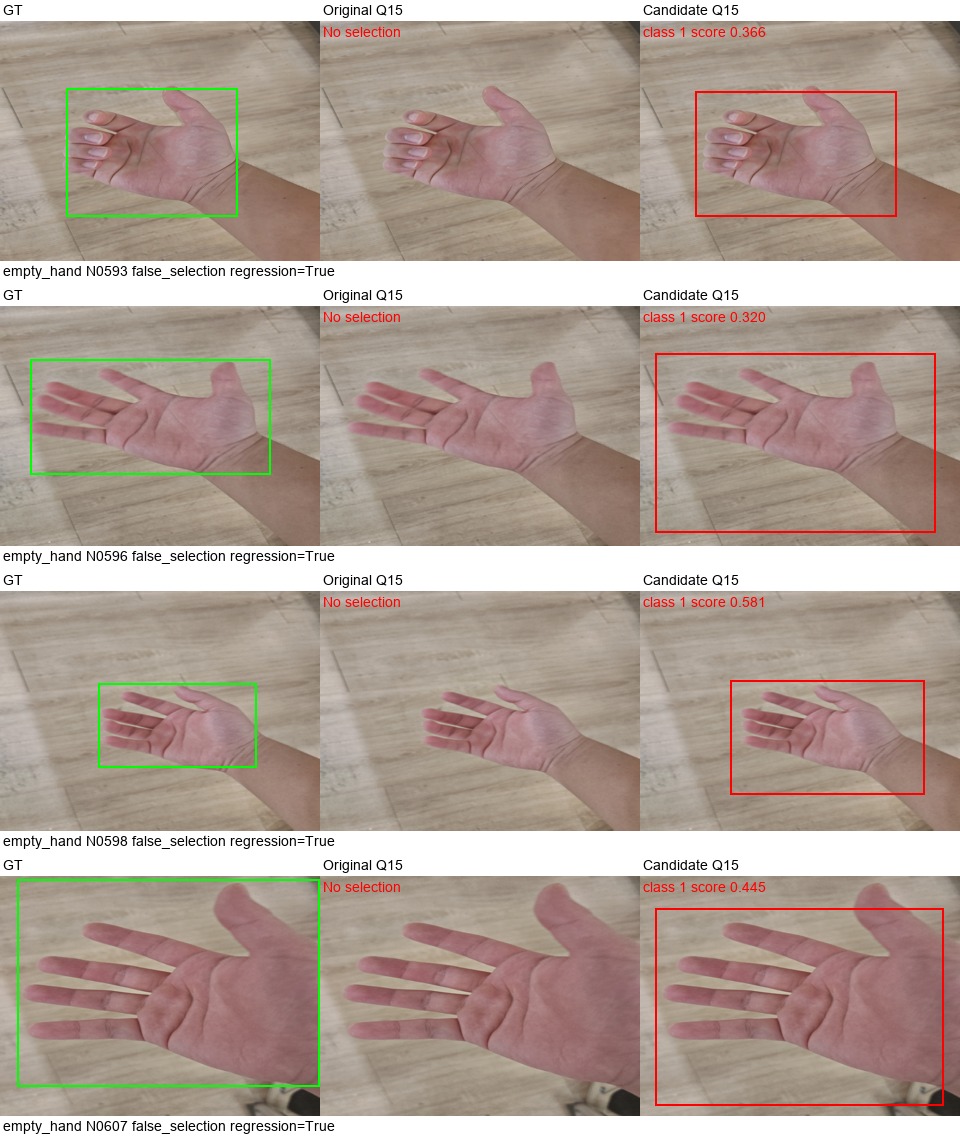 GT
Original Q15
Candidate Q15
No selection
class 1 score 0.366
empty_hand N0593 false_selection regression=True
GT
Original Q15
Candidate Q15
No selection
class 1 score 0.320
empty_hand N0596 false_selection regression=True
GT
Original Q15
Candidate Q15
No selection
class 1 score 0.581
empty_hand N0598 false_selection regression=True
GT
Original Q15
Candidate Q15
No selection
class 1 score 0.445
empty_hand N0607 false_selection regression=True